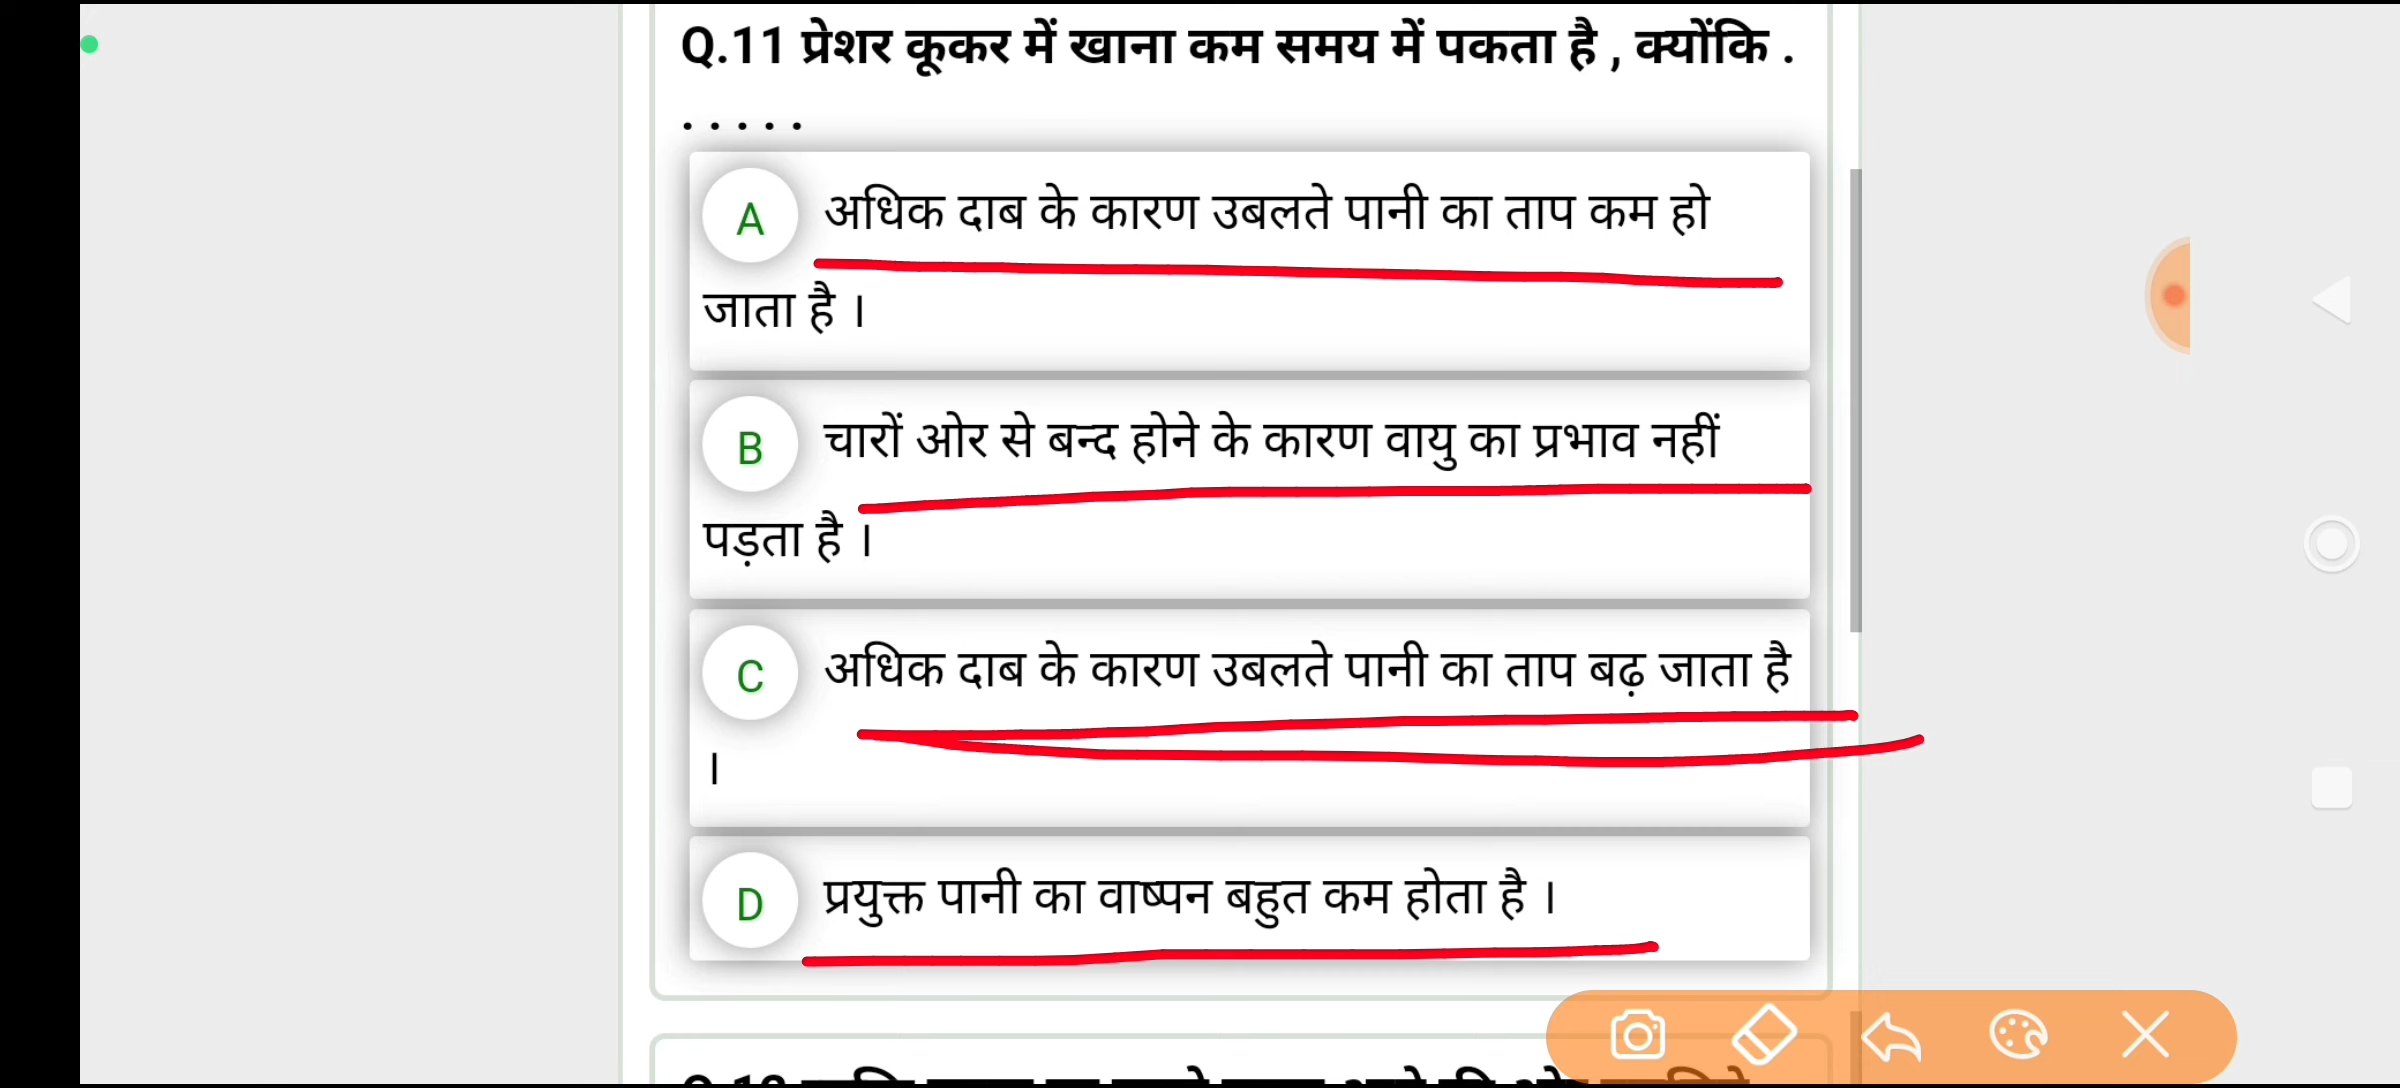 Q.11 प्रेशर कूकर में खाना कम समय में पकता है , क्योंकि .
. . . . .
A अधिक दाब के कारण उबलते पानी का ताप कम हो
जाता है ।
B चारों ओर से बन्द होने के कारण वायु का प्रभाव नहीं
पड़ता है ।
C अधिक दाब के कारण उबलते पानी का ताप बढ़ जाता है
।
D प्रयुक्त पानी का वाष्पन बहुत कम होता है ।